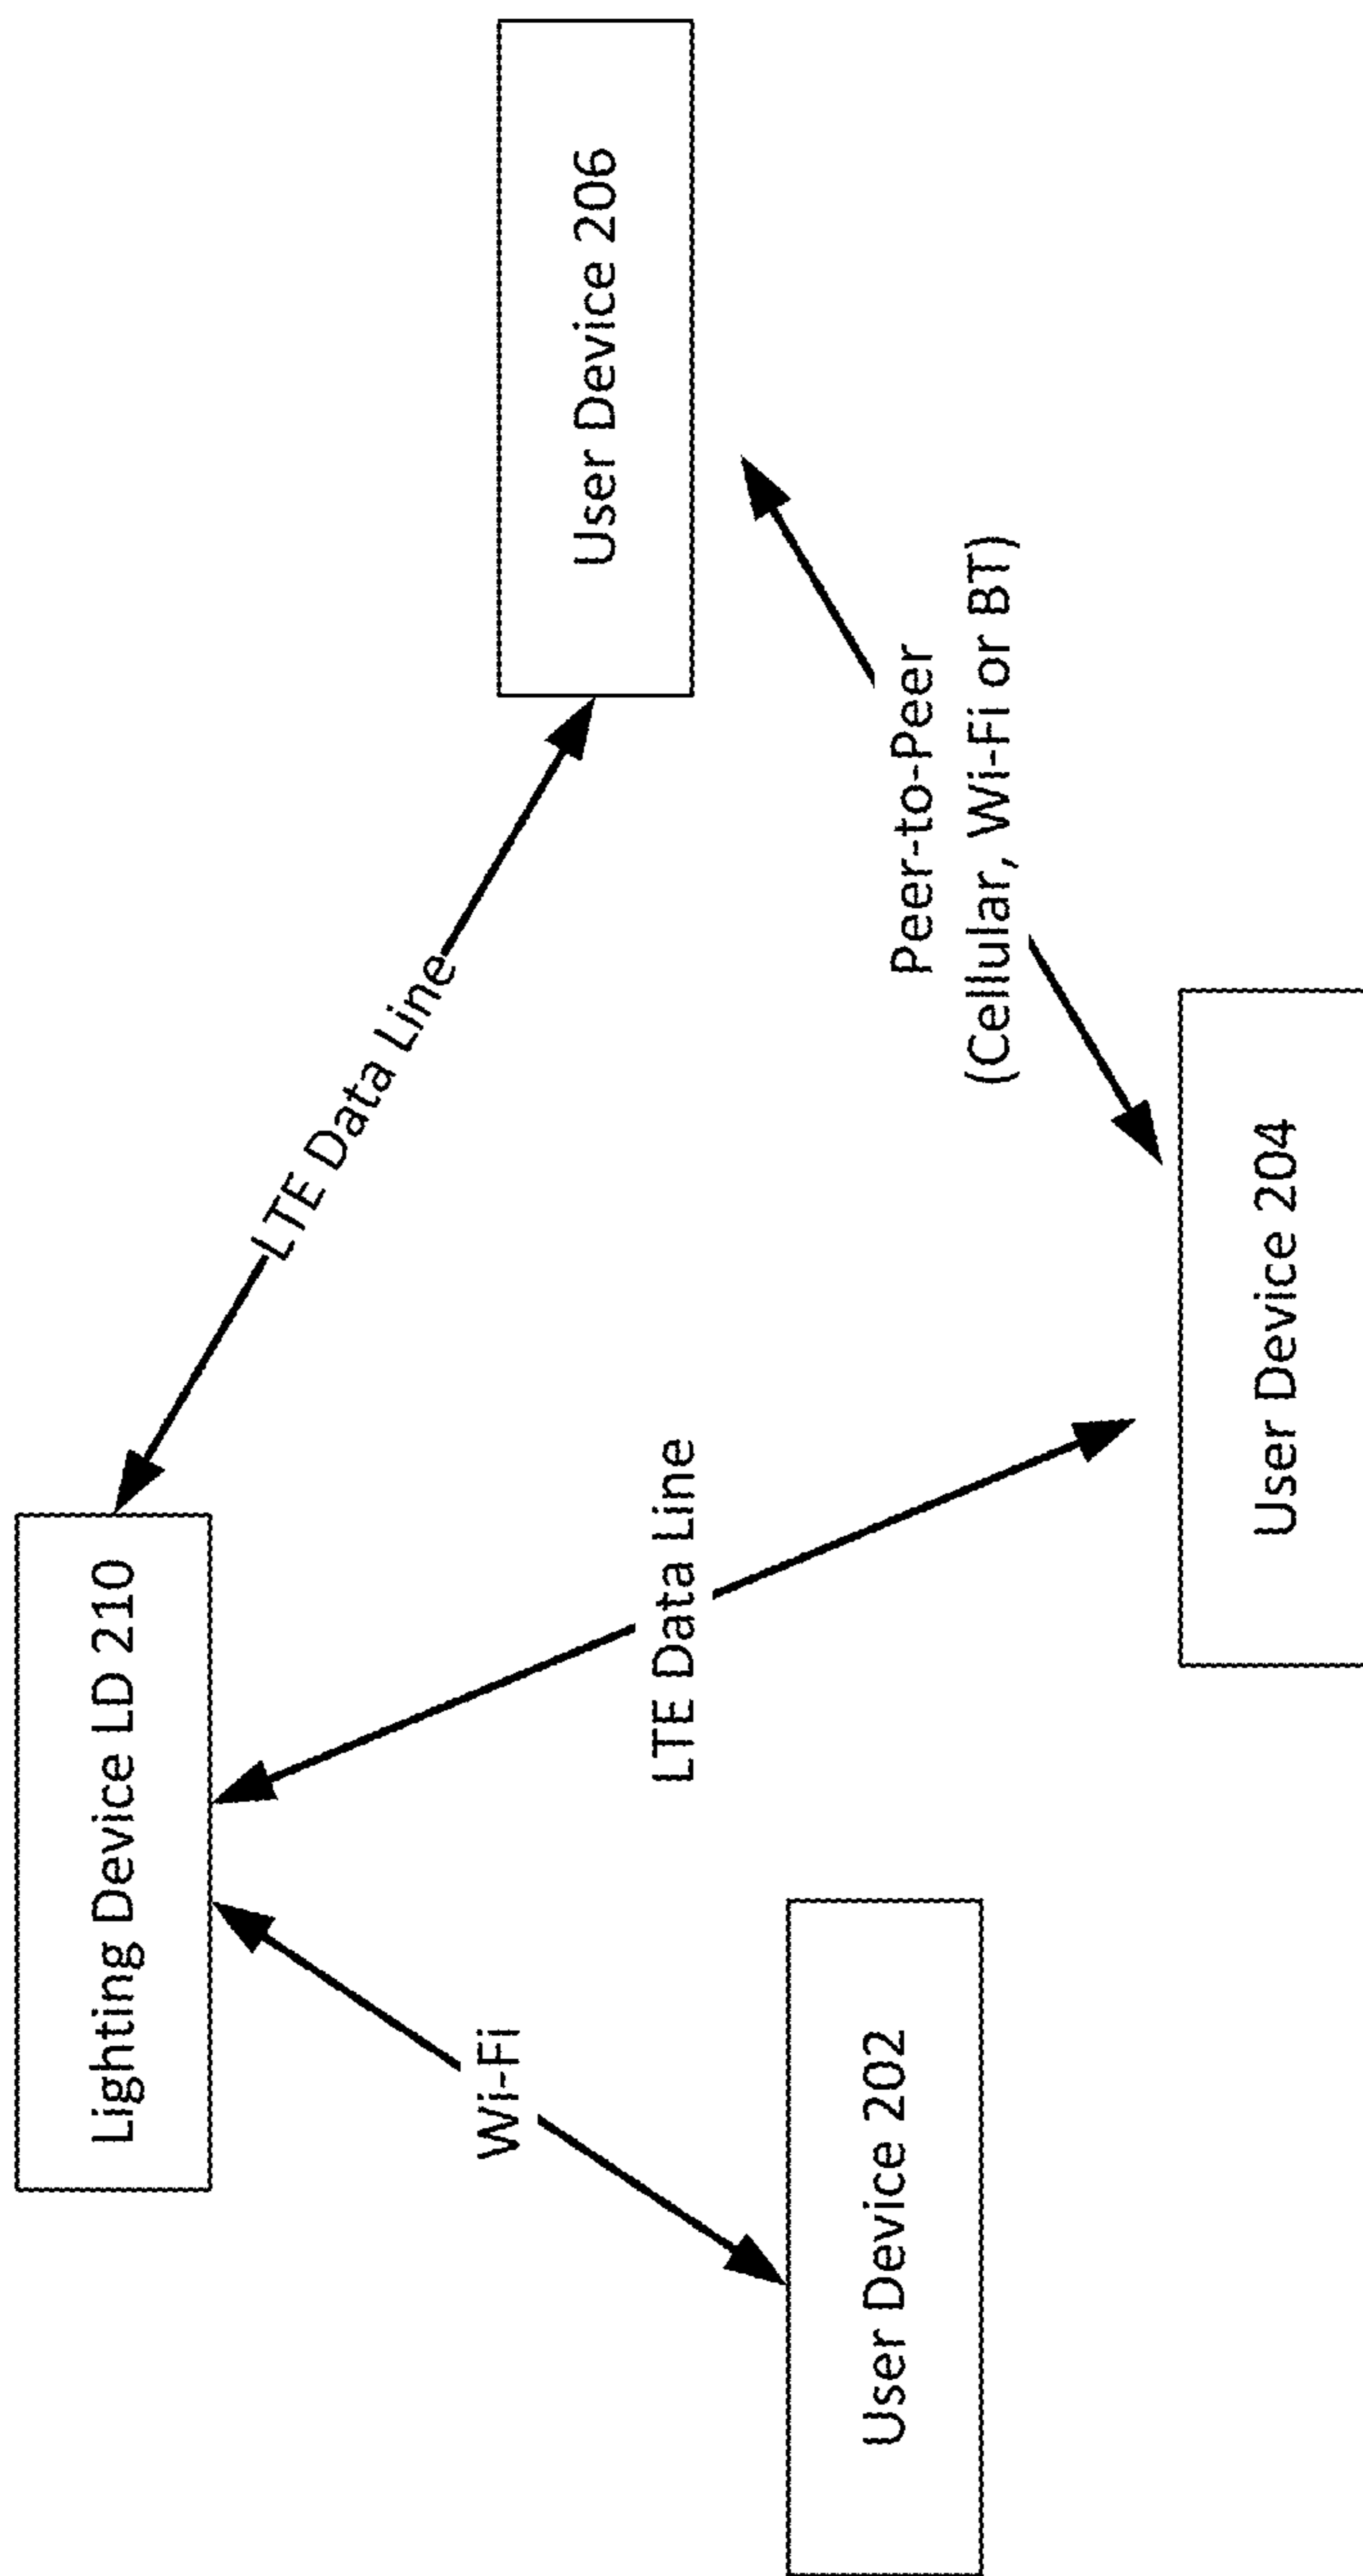 Lighting Device LD 210
LTE Data Line
User Device 206
Wi-Fi
LTE Data Line
Peer-to-Peer
(Cellular, Wi-Fi or BT)
User Device 202
User Device 204